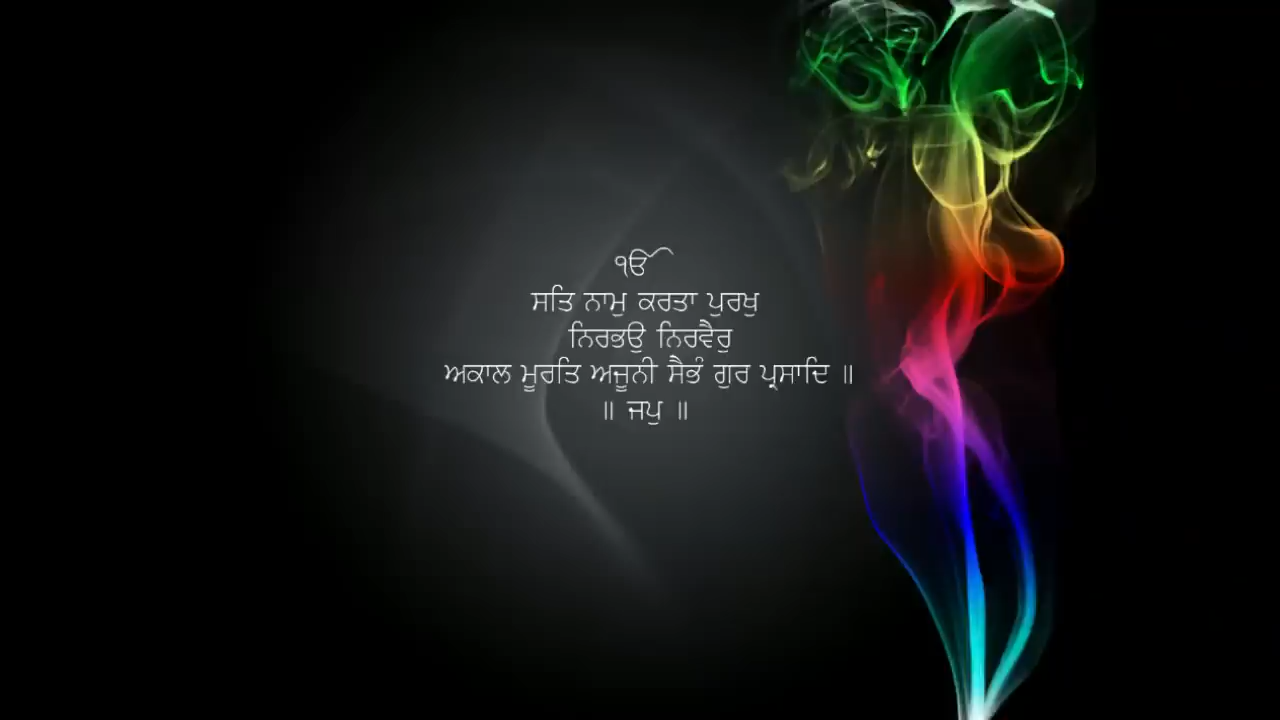 ੴ
ਸਤਿ ਨਾਮੁ ਕਰਤਾ ਪੁਰਖੁ
ਨਿਰਭਉ ਨਿਰਵੈਰੁ
ਅਕਾਲ ਮੂਰਤਿ ਅਜੂਨੀ ਸੈਭੰ ਗੁਰ ਪ੍ਰਸਾਦਿ ॥
॥ ਜਪੁ ॥